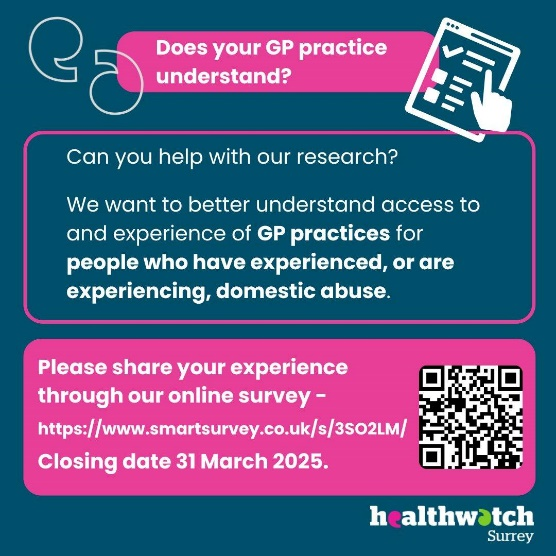 Does your GP practice
understand?
Can you help with our research?
We want to better understand access to
and experience of GP practices for
people who have experienced, or are
experiencing, domestic abuse.
Please share your experience
through our online survey -
https://www.smartsurvey.co.uk/s/3SO2LM/
Closing date 31 March 2025.
healthwatch
Surrey